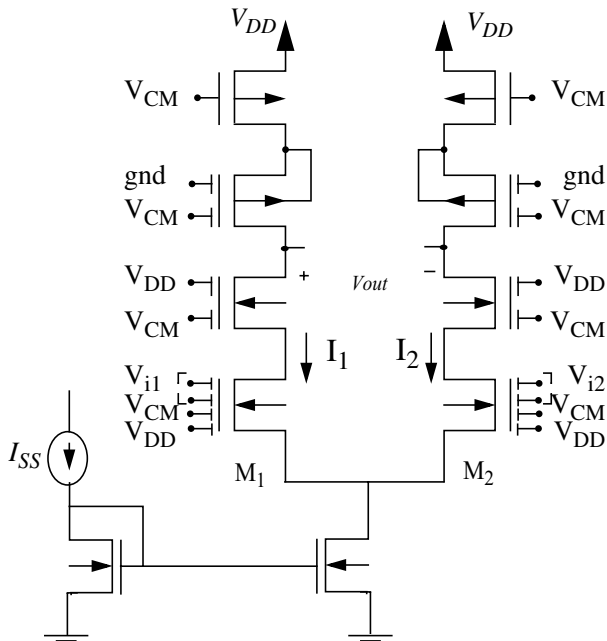 V_DD V_DD
V_CM V_CM
gnd gnd
V_CM V_CM
+ Vout −
V_DD V_DD
V_CM V_CM
I_1 I_2
V_i1 V_i2
V_CM V_CM
V_DD V_DD
I_SS
M_1 M_2